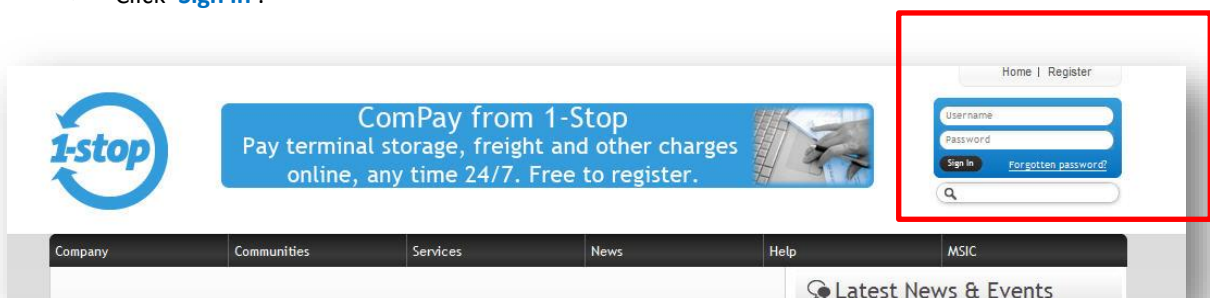 Click 'Sign In'.
Home | Register
1-stop
ComPay from 1-Stop
Pay terminal storage, freight and other charges
online, any time 24/7. Free to register.
Username
Password
Sign In Forgotten password?
Company Communities Services News Help MSIC
Latest News & Events